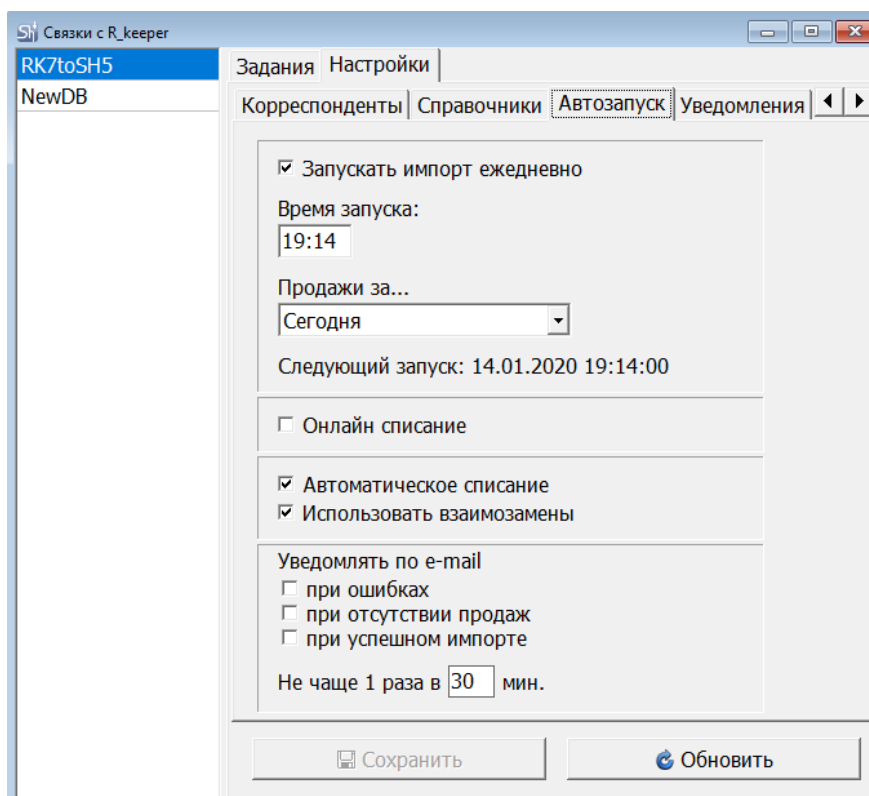 Sh Связки с R_keeper
RK7toSH5
NewDB
Задания Настройки
Корреспонденты Справочники Автозапуск Уведомления
Запускать импорт ежедневно
Время запуска:
19:14
Продажи за...
Сегодня
Следующий запуск: 14.01.2020 19:14:00
Онлайн списание
Автоматическое списание
Использовать взаимозамены
Уведомлять по e-mail
при ошибках
при отсутствии продаж
при успешном импорте
Не чаще 1 раза в 30 мин.
Сохранить Обновить